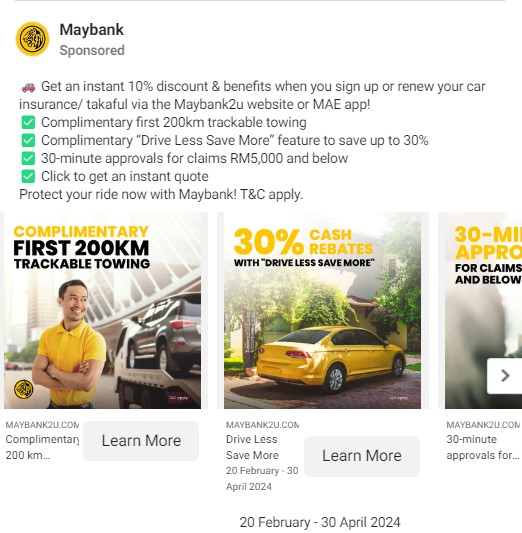 Maybank
Sponsored
🚗 Get an instant 10% discount & benefits when you sign up or renew your car
insurance/ takaful via the Maybank2u website or MAE app!
✅ Complimentary first 200km trackable towing
✅ Complimentary “Drive Less Save More” feature to save up to 30%
✅ 30-minute approvals for claims RM5,000 and below
✅ Click to get an instant quote
Protect your ride now with Maybank! T&C apply.
COMPLIMENTARY
FIRST 200KM
TRACKABLE TOWING
T&C apply.
30% CASH
REBATES
WITH "DRIVE LESS SAVE MORE"
T&C apply.
30-MI
APPRO
FOR CLAIMS
AND BELOW
MAYBANK2U.COM
Complimentary
200 km...
Learn More
MAYBANK2U.COM
Drive Less
Save More
20 February - 30
April 2024
Learn More
MAYBANK2U.COM
30-minute
approvals for...
20 February - 30 April 2024